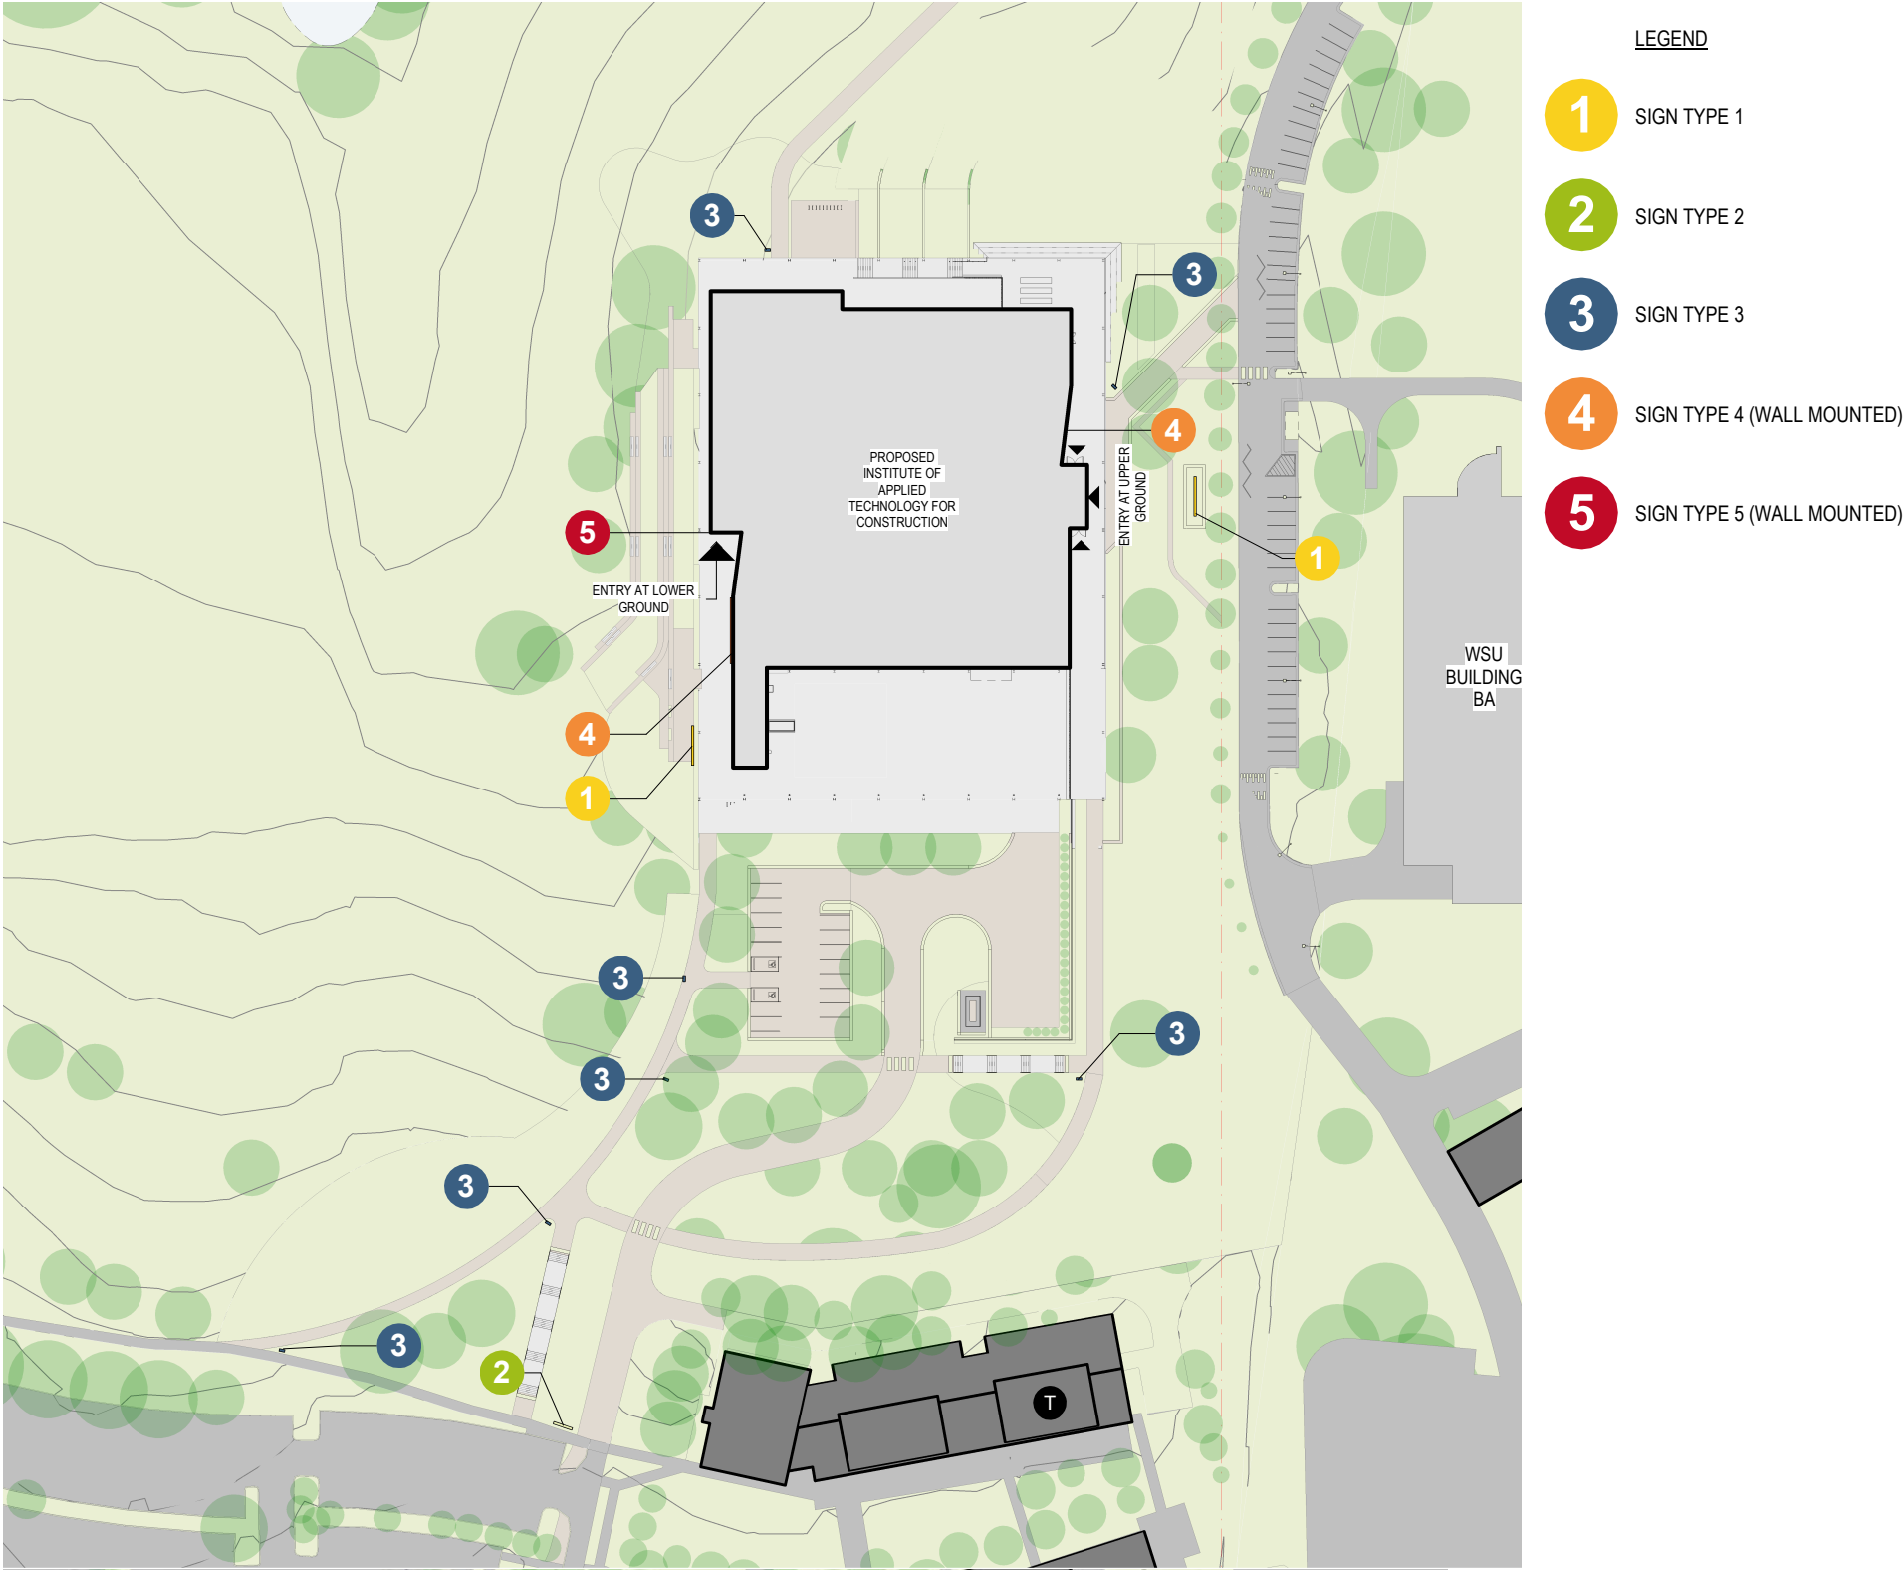 LEGEND
1 SIGN TYPE 1
2 SIGN TYPE 2
3 SIGN TYPE 3
4 SIGN TYPE 4 (WALL MOUNTED)
5 SIGN TYPE 5 (WALL MOUNTED)
3
3
4
PROPOSED
INSTITUTE OF
APPLIED
TECHNOLOGY FOR
CONSTRUCTION
ENTRY AT UPPER
GROUND
5
1
ENTRY AT LOWER
GROUND
WSU
BUILDING
BA
4
1
3
3
3
3
3
2
T